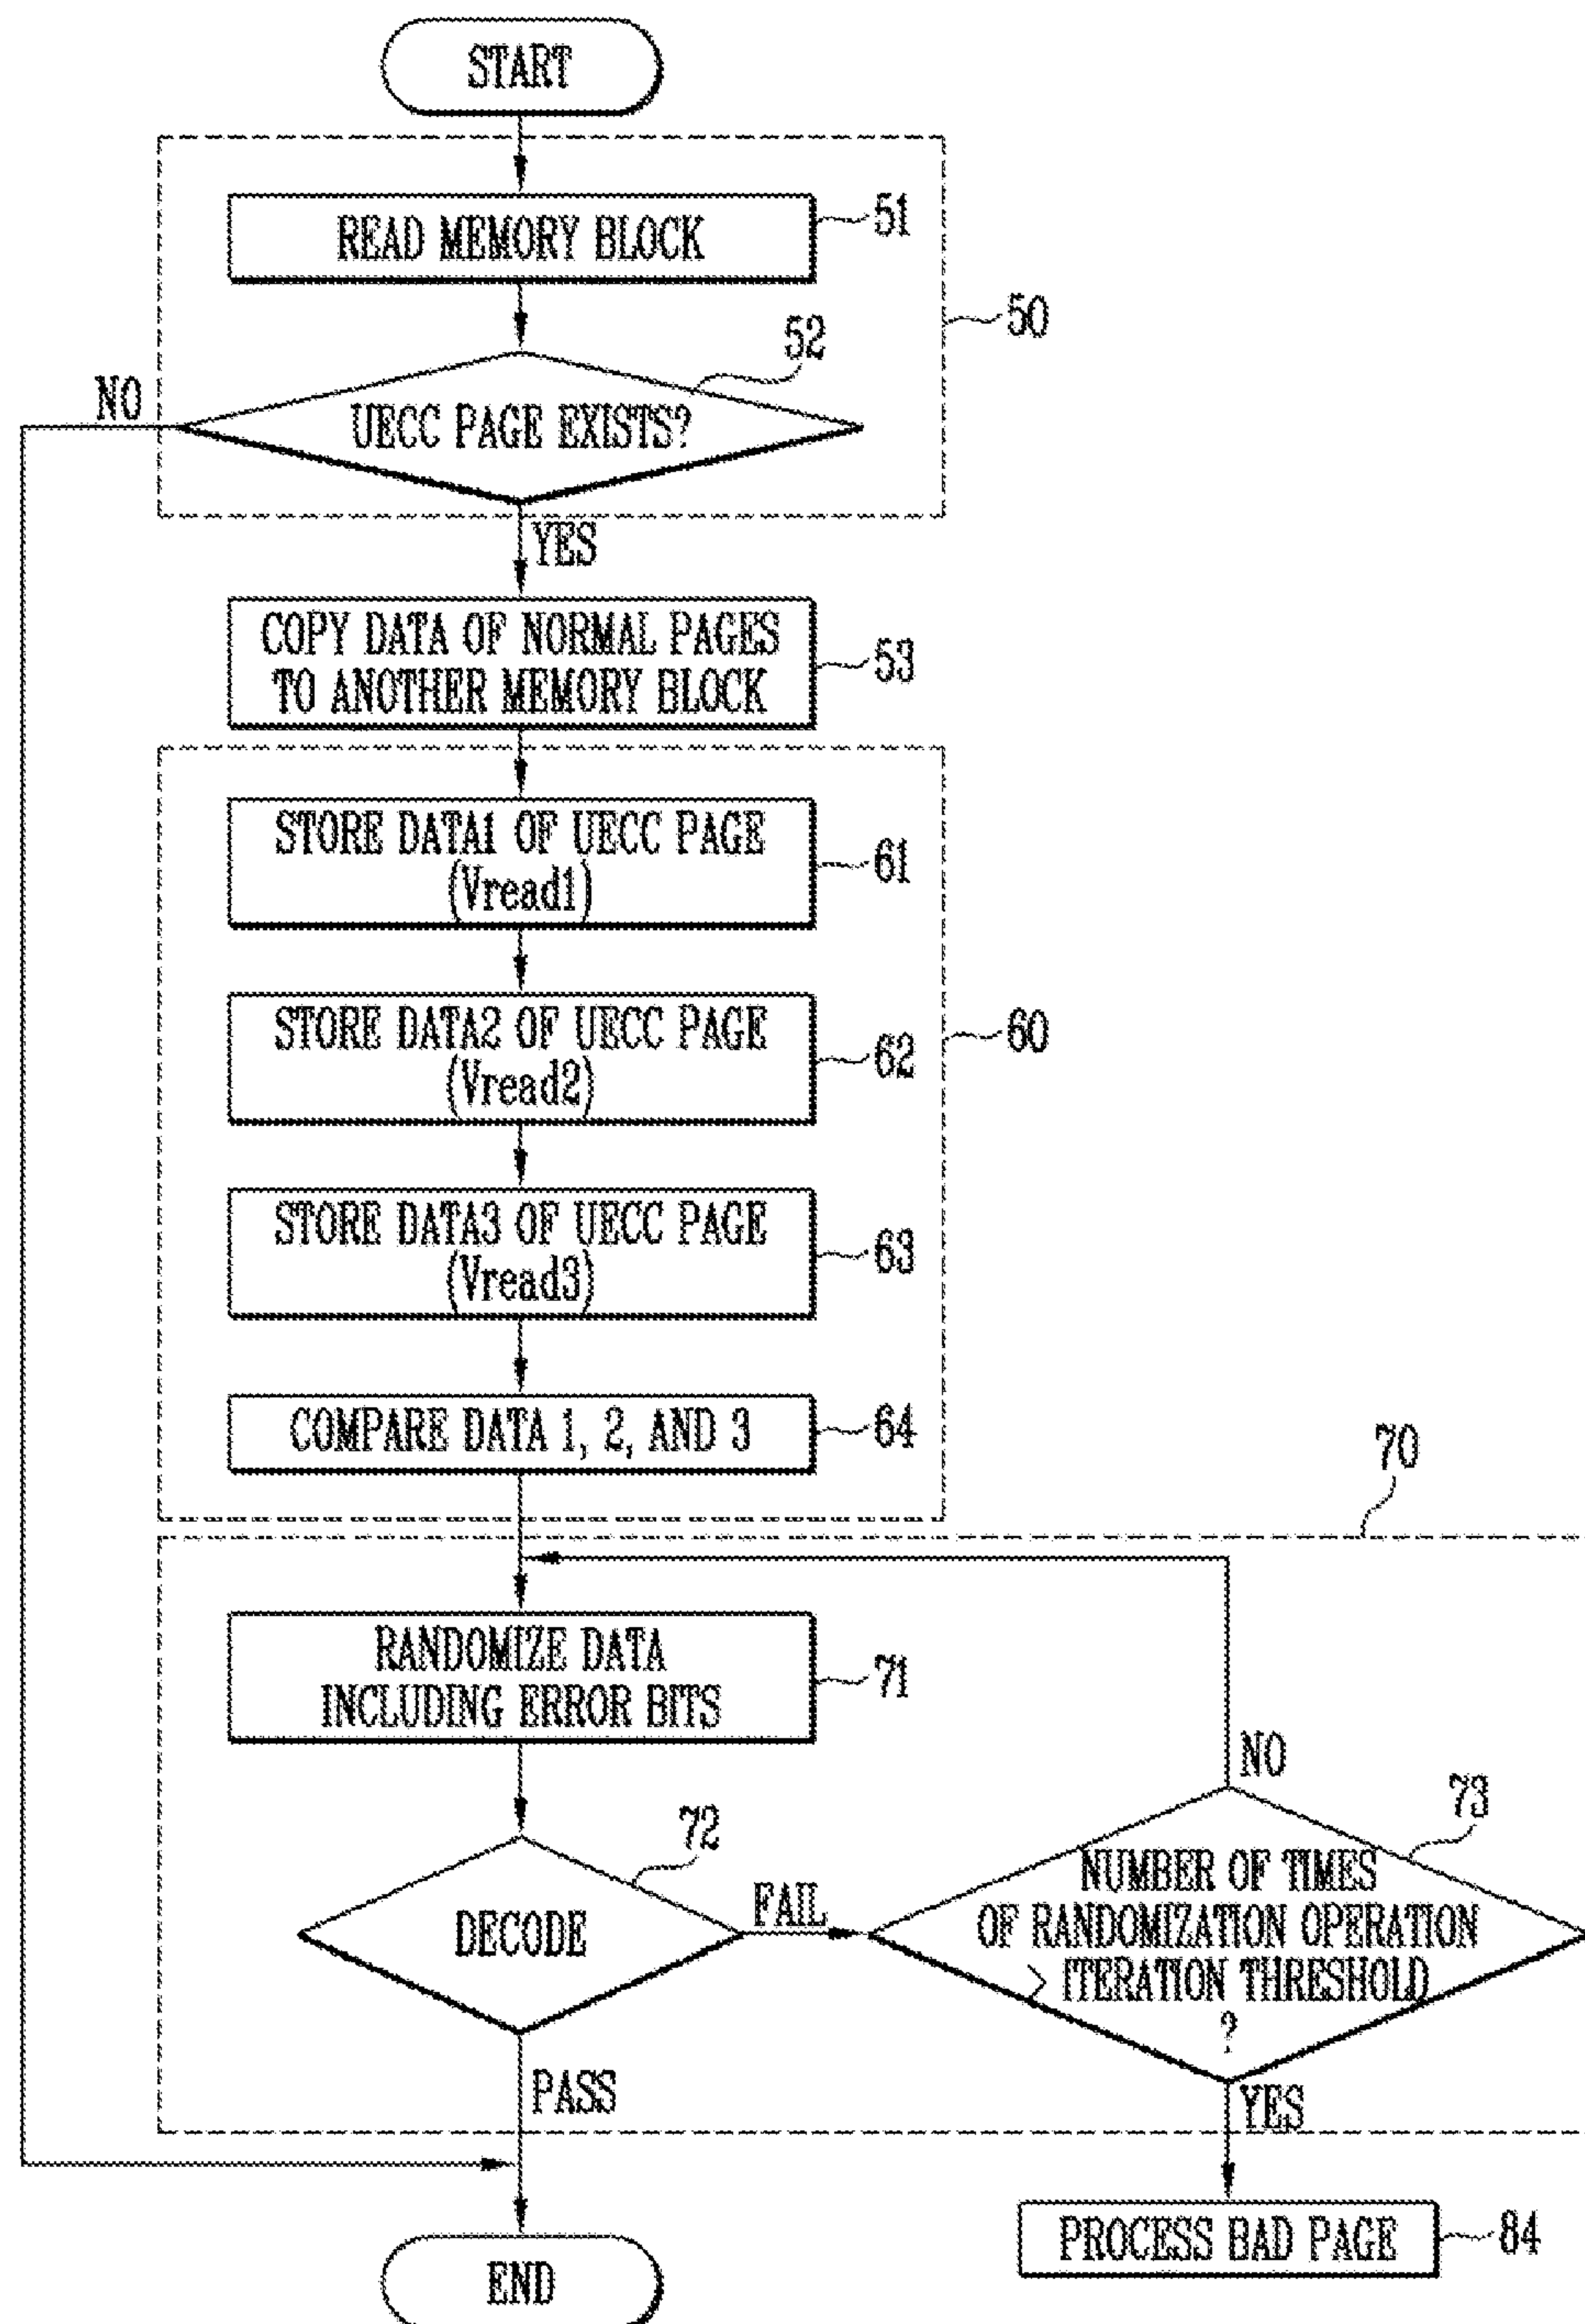 START
READ MEMORY BLOCK
51
50
52
NO
UECC PAGE EXISTS?
YES
COPY DATA OF NORMAL PAGES
TO ANOTHER MEMORY BLOCK
53
STORE DATA1 OF UECC PAGE
(Vread1)
61
STORE DATA2 OF UECC PAGE
(Vread2)
62
60
STORE DATA3 OF UECC PAGE
(Vread3)
63
COMPARE DATA 1, 2, AND 3
64
70
RANDOMIZE DATA
INCLUDING ERROR BITS
71
NO
72
73
DECODE
FAIL
NUMBER OF TIMES
OF RANDOMIZATION OPERATION
> ITERATION THRESHOLD
?
PASS
YES
PROCESS BAD PAGE
84
END